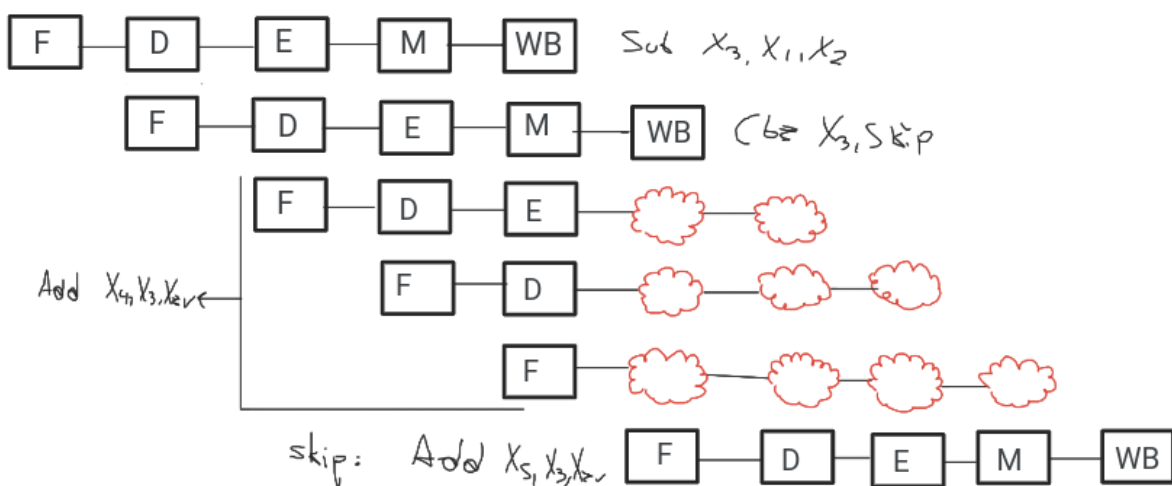 F D E M WB Sub X3, X1, X2
F D E M WB Cbz X3, Skip
F D E
Add X4, X3, Xzr F D
F
skip: Add X5, X3, Xzr F D E M WB